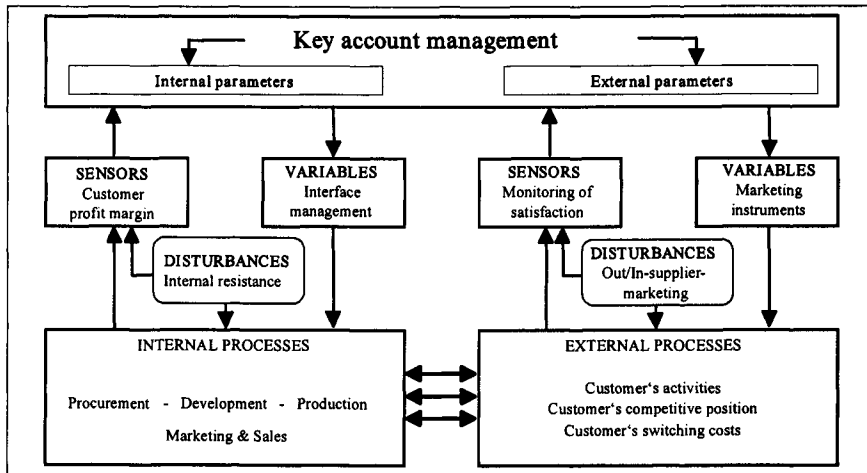 Key account management
Internal parameters
External parameters
SENSORS
Customer
profit margin
VARIABLES
Interface
management
SENSORS
Monitoring of
satisfaction
VARIABLES
Marketing
instruments
DISTURBANCES
Internal resistance
DISTURBANCES
Out/In-supplier-
marketing
INTERNAL PROCESSES
Procurement - Development - Production
Marketing & Sales
EXTERNAL PROCESSES
Customer‘s activities
Customer‘s competitive position
Customer‘s switching costs